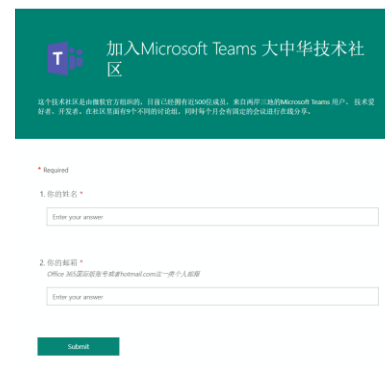 T
加入Microsoft Teams 大中华技术社
区
这个技术社区是由微软官方组织的，目前已经拥有近500位成员，来自两岸三地的Microsoft Teams 用户， 技术爱
好者、开发者。在社区里面有9个不同的讨论组，同时每个月会有固定的会议进行在线分享。
* Required
1. 你的姓名 *
Enter your answer
2. 你的邮箱 *
Office 365国际版账号或者hotmail.com这一类个人邮箱
Enter your answer
Submit